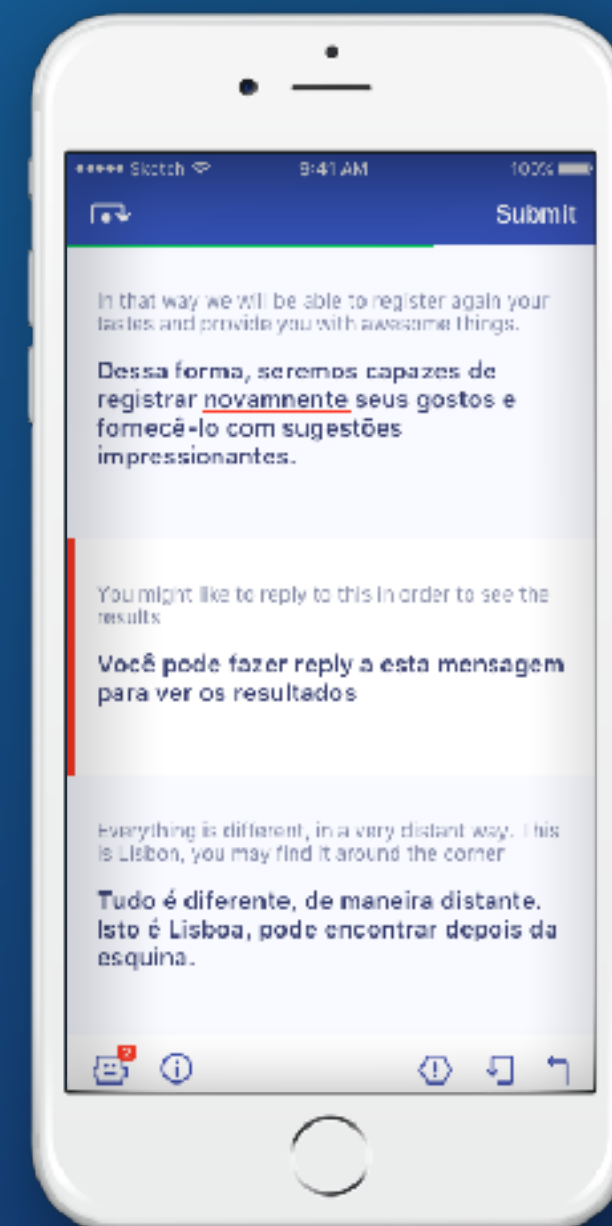 Sketch 9:41 AM 100%
Submit
In that way we will be able to register again your
tastes and provide you with awesome things.
Dessa forma, seremos capazes de
registrar novamnente seus gostos e
fornecê-lo com sugestões
impressionantes.
You might like to reply to this in order to see the
results
Você pode fazer reply a esta mensagem
para ver os resultados
Everything is different, in a very distant way. This
is Lisbon, you may find it around the corner
Tudo é diferente, de maneira distante.
Isto é Lisboa, pode encontrar depois da
esquina.
2